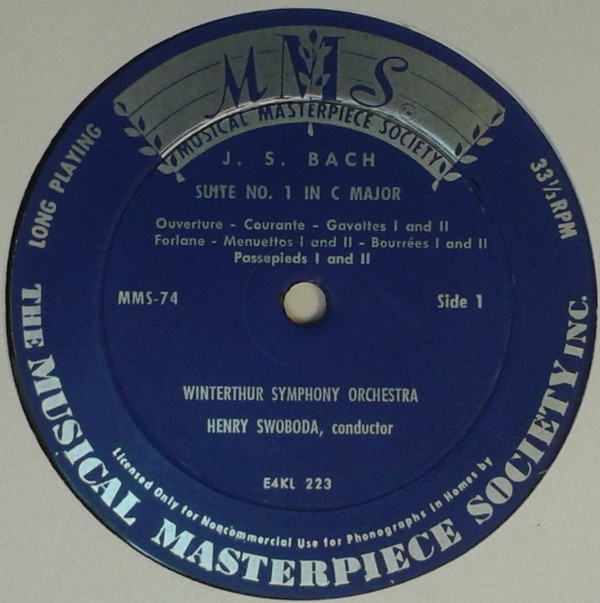 MMS
MUSICAL MASTERPIECE SOCIETY
LONG PLAYING
33 1/3 RPM
J. S. BACH
SUITE NO. 1 IN C MAJOR
Ouverture - Courante - Gavottes I and II
Forlane - Menuettos I and II - Bourrées I and II
Passepieds I and II
MMS-74
Side 1
WINTERTHUR SYMPHONY ORCHESTRA
HENRY SWOBODA, conductor
E4KL 223
Licensed Only for Noncommercial Use for Phonographs in Homes by
THE MUSICAL MASTERPIECE SOCIETY INC.